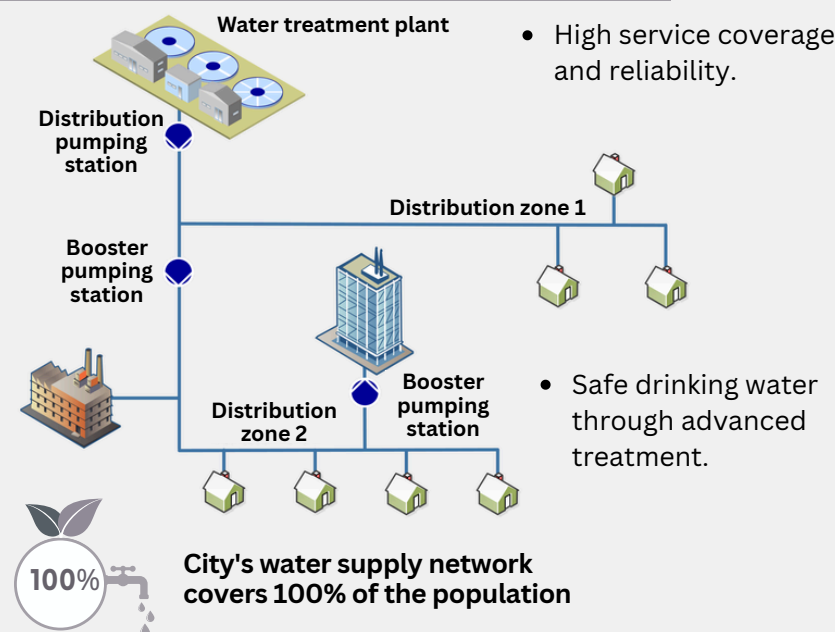 Water treatment plant
• High service coverage
and reliability.
Distribution
pumping
station
Distribution zone 1
Booster
pumping
station
Booster
pumping
station
Distribution
zone 2
• Safe drinking water
through advanced
treatment.
100%
City's water supply network
covers 100% of the population